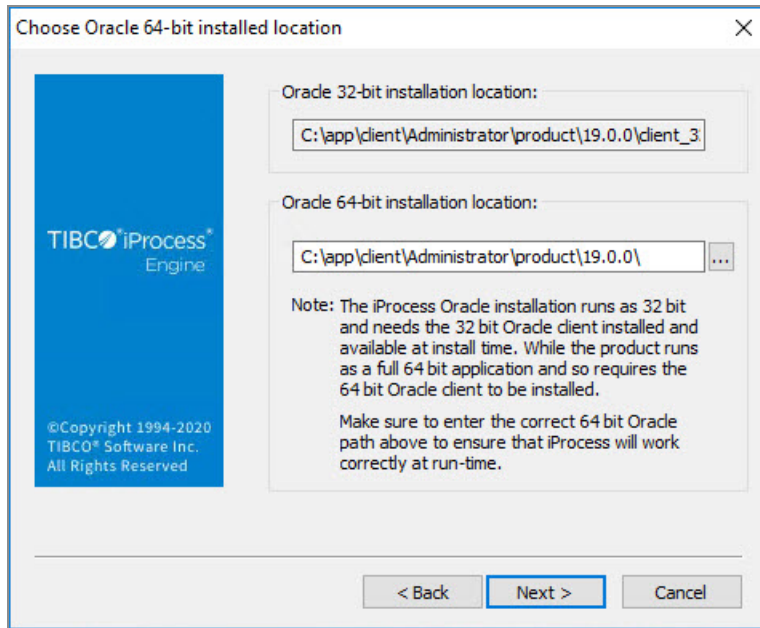 Choose Oracle 64-bit installed location
Oracle 32-bit installation location:
C:\app\client\Administrator\product\19.0.0\client_3
Oracle 64-bit installation location:
C:\app\client\Administrator\product\19.0.0\
...
Note: The iProcess Oracle installation runs as 32 bit
and needs the 32 bit Oracle client installed and
available at install time. While the product runs
as a full 64 bit application and so requires the
64 bit Oracle client to be installed.
Make sure to enter the correct 64 bit Oracle
path above to ensure that iProcess will work
correctly at run-time.
TIBCO® iProcess®
Engine
©Copyright 1994-2020
TIBCO® Software Inc.
All Rights Reserved
< Back
Next >
Cancel